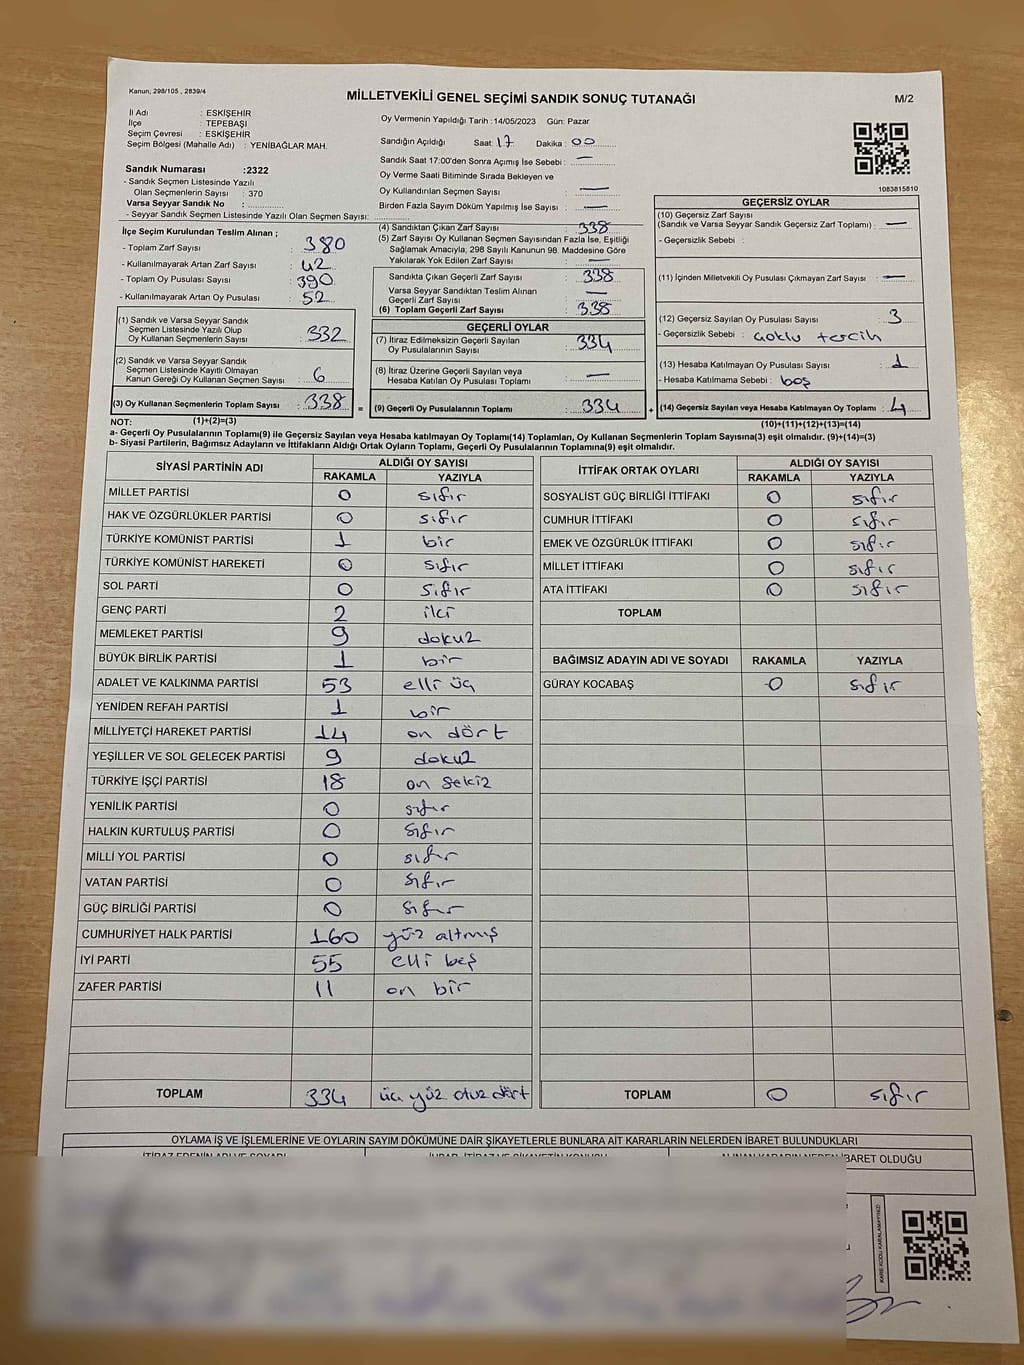 Kanun; 298/105 , 2839/4
MİLLETVEKİLİ GENEL SEÇİMİ SANDIK SONUÇ TUTANAĞI
M/2
İl Adı : ESKİŞEHİR
İlçe : TEPEBAŞI
Seçim Çevresi : ESKİŞEHİR
Seçim Bölgesi (Mahalle Adı) : YENİBAĞLAR MAH.
Sandık Numarası :2322
- Sandık Seçmen Listesinde Yazılı
Olan Seçmenlerin Sayısı : 370
Varsa Seyyar Sandık No :
- Seyyar Sandık Seçmen Listesinde Yazılı Olan Seçmen Sayısı:
Oy Vermenin Yapıldığı Tarih :14/05/2023 Gün: Pazar
Sandığın Açıldığı Saat: 17 Dakika : 00
Sandık Saat 17:00'den Sonra Açımış İse Sebebi : —
Oy Verme Saati Bitiminde Sırada Bekleyen ve
Oy Kullandırılan Seçmen Sayısı : —
Birden Fazla Sayım Döküm Yapılmış İse Sayısı : —
1083815810
İlçe Seçim Kurulundan Teslim Alınan ;
- Toplam Zarf Sayısı : 380
- Kullanılmayarak Artan Zarf Sayısı : 42
- Toplam Oy Pusulası Sayısı : 390
- Kullanılmayarak Artan Oy Pusulası : 52
(1) Sandık ve Varsa Seyyar Sandık
Seçmen Listesinde Yazılı Olup
Oy Kullanan Seçmenlerin Sayısı : 332
(2) Sandık ve Varsa Seyyar Sandık
Seçmen Listesinde Kayıtlı Olmayan
Kanun Gereği Oy Kullanan Seçmen Sayısı : 6
(3) Oy Kullanan Seçmenlerin Toplam Sayısı : 338
(1)+(2)=(3)
(4) Sandıktan Çıkan Zarf Sayısı : 338
(5) Zarf Sayısı Oy Kullanan Seçmen Sayısından Fazla İse, Eşitliği
Sağlamak Amacıyla, 298 Sayılı Kanunun 98. Maddesine Göre
Yakılarak Yok Edilen Zarf Sayısı : —
Sandıkta Çıkan Geçerli Zarf Sayısı : 338
Varsa Seyyar Sandıktan Teslim Alınan
Geçerli Zarf Sayısı : —
(6) Toplam Geçerli Zarf Sayısı : 338
GEÇERLİ OYLAR
(7) İtiraz Edilmeksizin Geçerli Sayılan
Oy Pusulalarının Sayısı : 334
(8) İtiraz Üzerine Geçerli Sayılan veya
Hesaba Katılan Oy Pusulası Toplamı : —
= (9) Geçerli Oy Pusulalarının Toplamı : 334
GEÇERSİZ OYLAR
(10) Geçersiz Zarf Sayısı
(Sandık ve Varsa Seyyar Sandık Geçersiz Zarf Toplamı) : —
- Geçersizlik Sebebi :
(11) İçinden Milletvekili Oy Pusulası Çıkmayan Zarf Sayısı : —
(12) Geçersiz Sayılan Oy Pusulası Sayısı : 3
- Geçersizlik Sebebi : çoklu tercih
(13) Hesaba Katılmayan Oy Pusulası Sayısı : 1
- Hesaba Katılmama Sebebi : boş
+ (14) Geçersiz Sayılan veya Hesaba Katılmayan Oy Toplamı : 4
(10)+(11)+(12)+(13)=(14)
NOT:
a- Geçerli Oy Pusulalarının Toplamı(9) ile Geçersiz Sayılan veya Hesaba katılmayan Oy Toplamı(14) Toplamları, Oy Kullanan Seçmenlerin Toplam Sayısına(3) eşit olmalıdır. (9)+(14)=(3)
b- Siyasi Partilerin, Bağımsız Adayların ve İttifakların Aldığı Ortak Oyların Toplamı, Geçerli Oy Pusulalarının Toplamına(9) eşit olmalıdır.
SİYASİ PARTİNİN ADI ALDIĞI OY SAYISI
RAKAMLA YAZIYLA
MİLLET PARTİSİ 0 sıfır
HAK VE ÖZGÜRLÜKLER PARTİSİ 0 sıfır
TÜRKİYE KOMÜNİST PARTİSİ 1 bir
TÜRKİYE KOMÜNİST HAREKETİ 0 sıfır
SOL PARTİ 0 sıfır
GENÇ PARTİ 2 iki
MEMLEKET PARTİSİ 9 dokuz
BÜYÜK BİRLİK PARTİSİ 1 bir
ADALET VE KALKINMA PARTİSİ 53 elli üç
YENİDEN REFAH PARTİSİ 1 bir
MİLLİYETÇİ HAREKET PARTİSİ 14 on dört
YEŞİLLER VE SOL GELECEK PARTİSİ 9 dokuz
TÜRKİYE İŞÇİ PARTİSİ 18 on sekiz
YENİLİK PARTİSİ 0 sıfır
HALKIN KURTULUŞ PARTİSİ 0 sıfır
MİLLİ YOL PARTİSİ 0 sıfır
VATAN PARTİSİ 0 sıfır
GÜÇ BİRLİĞİ PARTİSİ 0 sıfır
CUMHURİYET HALK PARTİSİ 160 yüz altmış
İYİ PARTİ 55 elli beş
ZAFER PARTİSİ 11 on bir
TOPLAM 334 üç yüz otuz dört
İTTİFAK ORTAK OYLARI ALDIĞI OY SAYISI
RAKAMLA YAZIYLA
SOSYALİST GÜÇ BİRLİĞİ İTTİFAKI 0 sıfır
CUMHUR İTTİFAKI 0 sıfır
EMEK VE ÖZGÜRLÜK İTTİFAKI 0 sıfır
MİLLET İTTİFAKI 0 sıfır
ATA İTTİFAKI 0 sıfır
TOPLAM
BAĞIMSIZ ADAYIN ADI VE SOYADI RAKAMLA YAZIYLA
GÜRAY KOCABAŞ 0 sıfır
TOPLAM 0 sıfır
OYLAMA İŞ VE İŞLEMLERİNE VE OYLARIN SAYIM DÖKÜMÜNE DAİR ŞİKAYETLERLE BUNLARA AİT KARARLARIN NELERDEN İBARET BULUNDUKLARI
İBARET OLDUĞU
KARE KODU KARALAMAYINIZ!